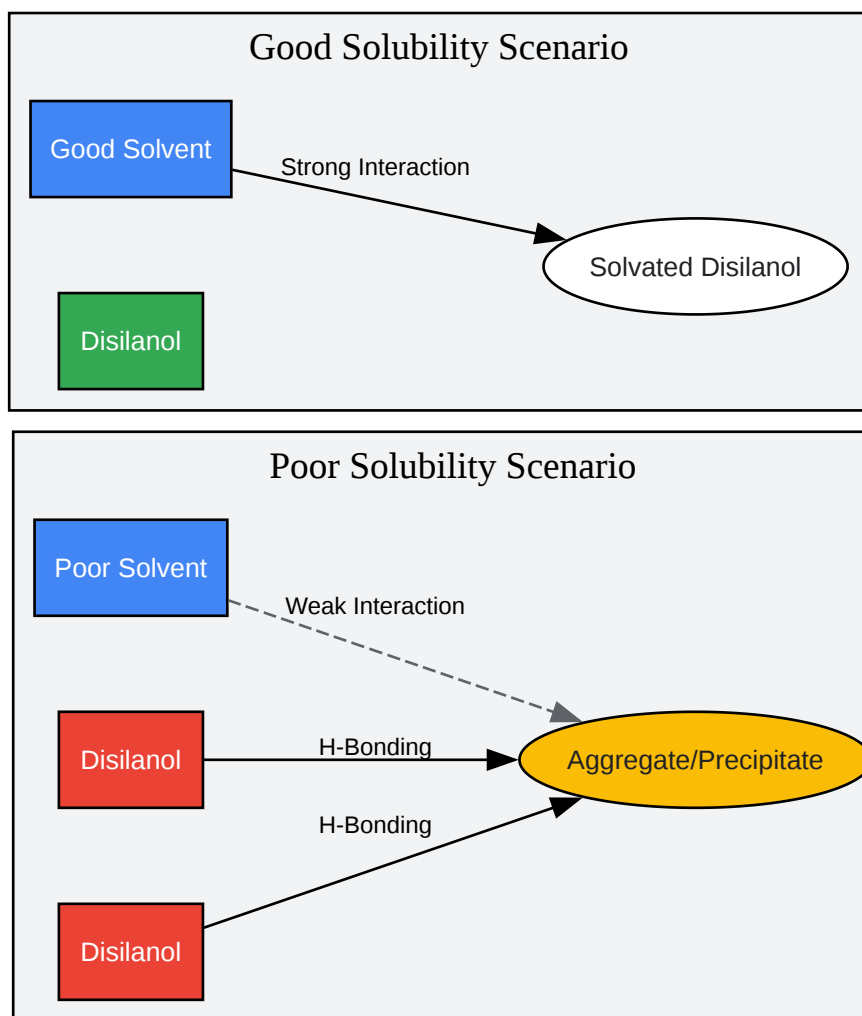 Good Solubility Scenario
Good Solvent
Strong Interaction
Solvated Disilanol
Disilanol
Poor Solubility Scenario
Poor Solvent
Weak Interaction
Disilanol
H-Bonding
Aggregate/Precipitate
H-Bonding
Disilanol